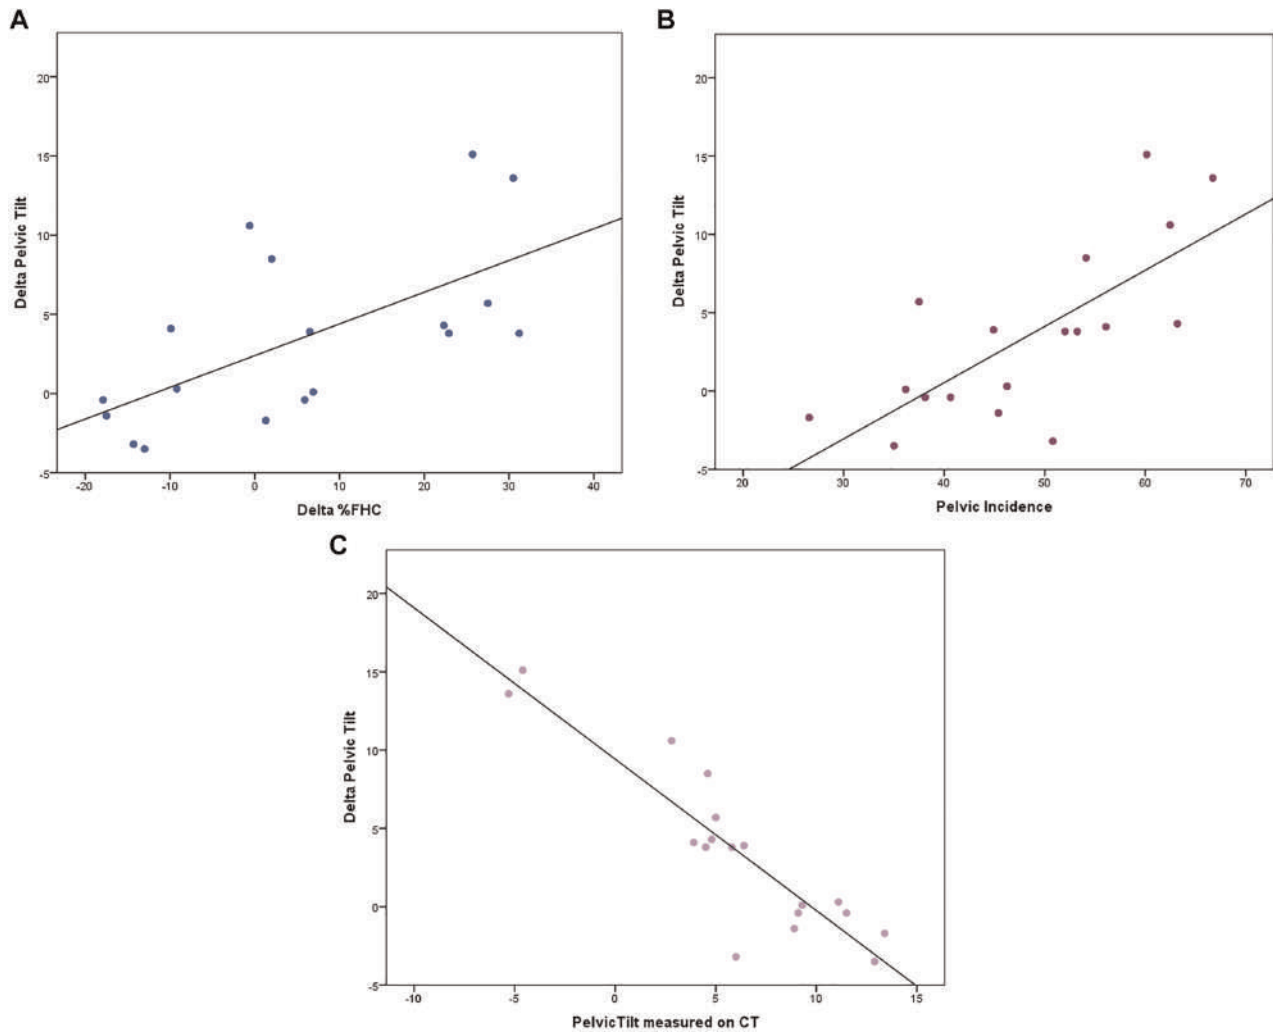 A
20
15
10
5
0
-5
Delta Pelvic Tilt
-20 -10 0 10 20 30 40
Delta %FHC
B
20
15
10
5
0
-5
Delta Pelvic Tilt
20 30 40 50 60 70
Pelvic Incidence
C
20
15
10
5
0
-5
Delta Pelvic Tilt
-10 -5 0 5 10 15
PelvicTilt measured on CT